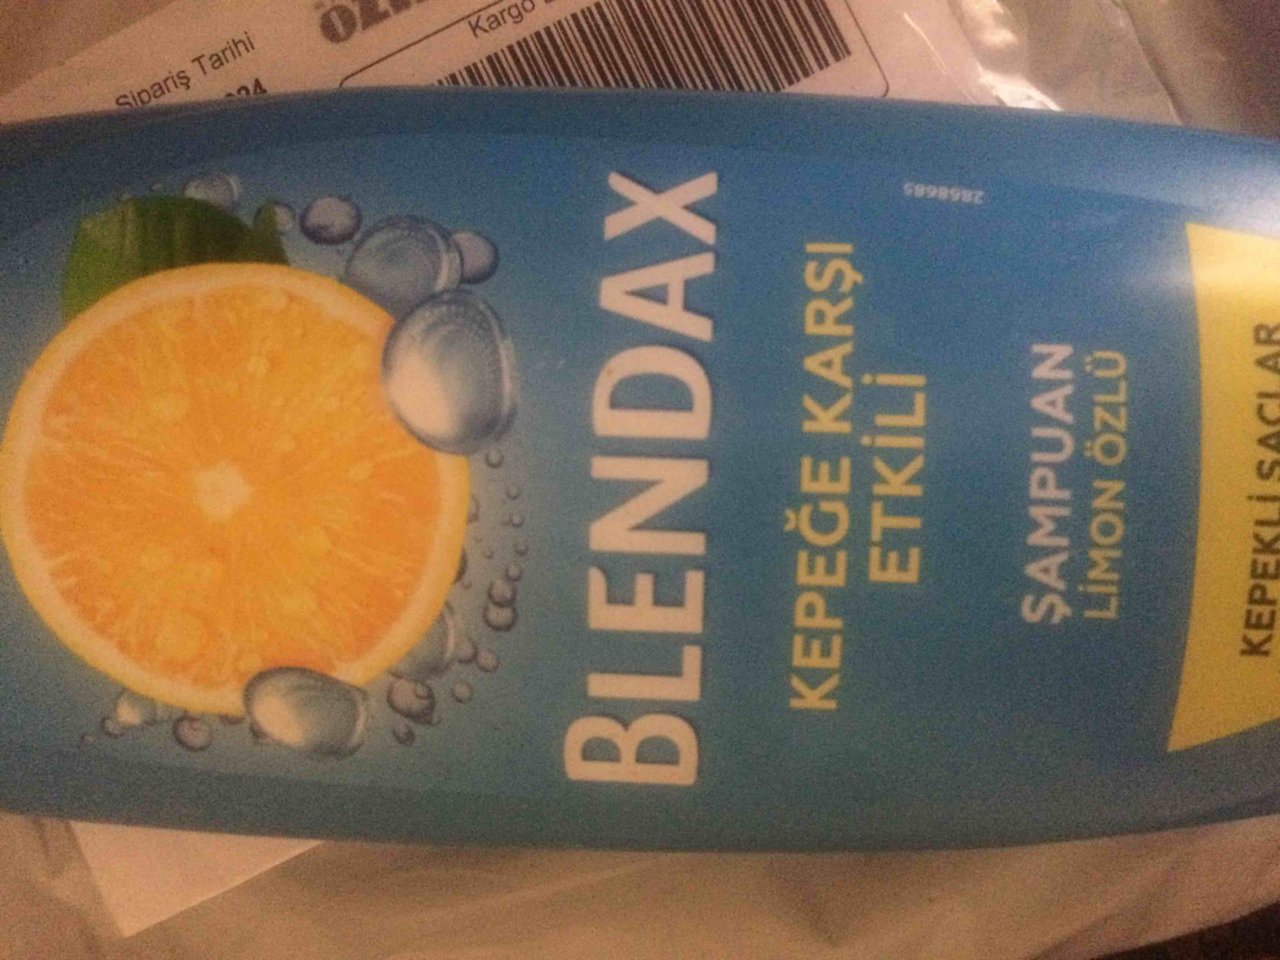 BLENDAX
KEPEĞE KARŞI
ETKİLİ
ŞAMPUAN
LİMON ÖZLÜ
KEPEKLİ SAÇLAR
Sipariş Tarihi
Kargo